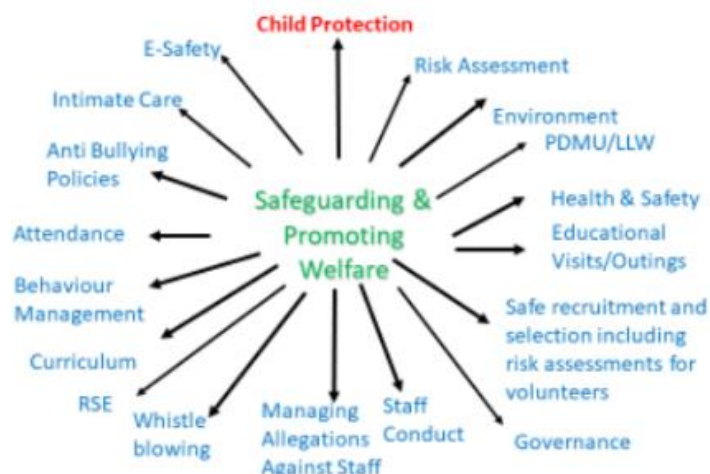 Child Protection
E-Safety
Risk Assessment
Intimate Care
Environment
PDMU/LLW
Anti Bullying
Policies
Safeguarding &
Promoting
Welfare
Health & Safety
Attendance
Educational
Visits/Outings
Behaviour
Management
Safe recruitment and
selection including
risk assessments for
volunteers
Curriculum
RSE
Whistle
blowing
Managing
Allegations
Against Staff
Staff
Conduct
Governance